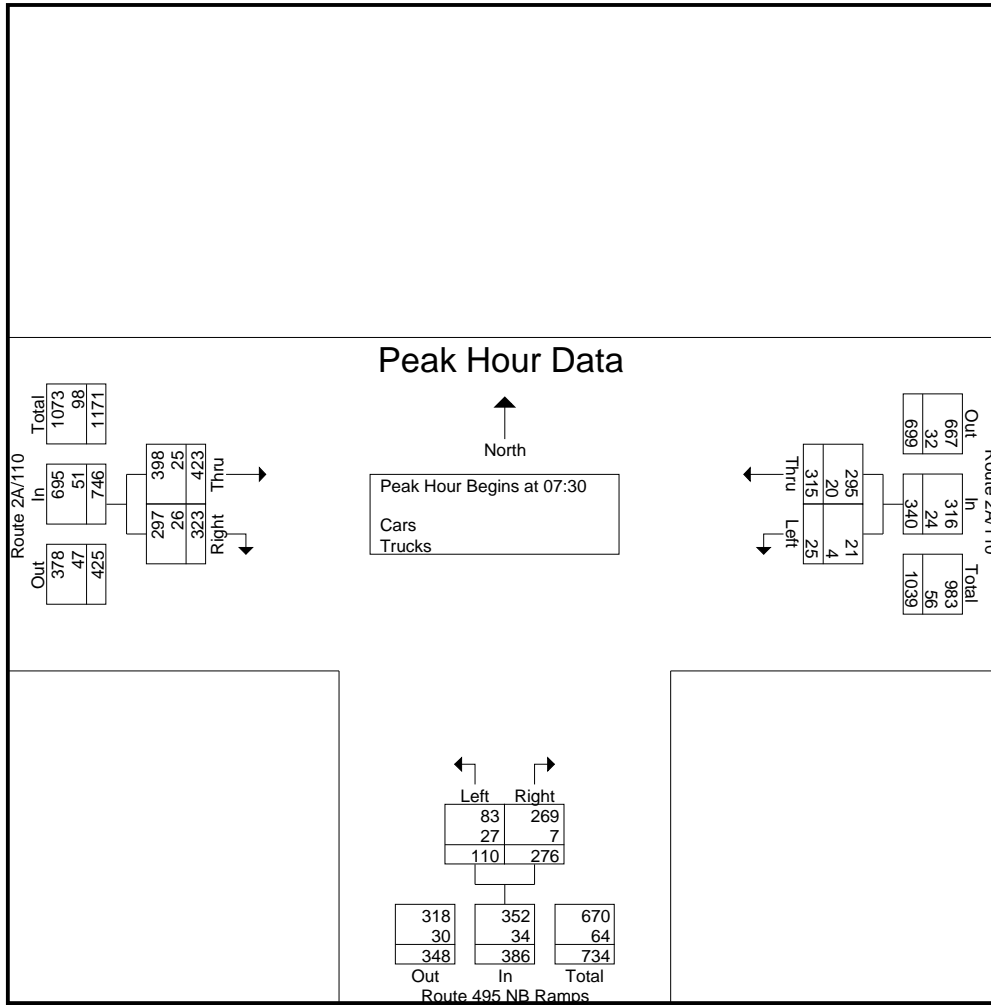 Peak Hour Data
North
Peak Hour Begins at 07:30
Cars
Trucks
Route 2A/110
Total
1073
98
1171
In
695
51
746
Out
378
47
425
Thru
398
25
423
Right
297
26
323
Route 2A/110
Out
667
32
699
In
316
24
340
Total
983
56
1039
Thru
295
20
315
Left
21
4
25
Left Right
83 269
27 7
110 276
318 352 670
30 34 64
348 386 734
Out In Total
Route 495 NB Ramps